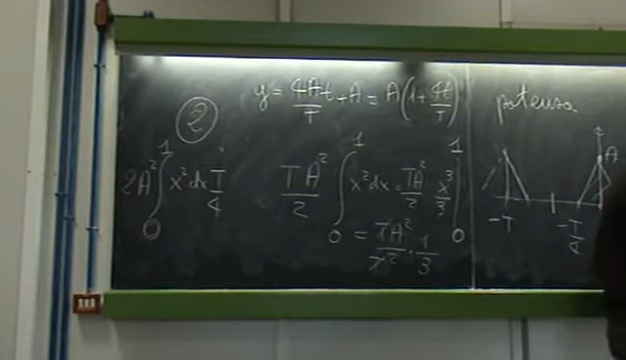 y = 4At/T + A = A(1 + 4t/T)
②
2A² ∫₀¹ x² dx T/4
TA²/2 ∫₀¹ x² dx = TA²/2 x³/3 |₀¹
= TA²/2 · 1/3
potenza
A
-T
-T/4